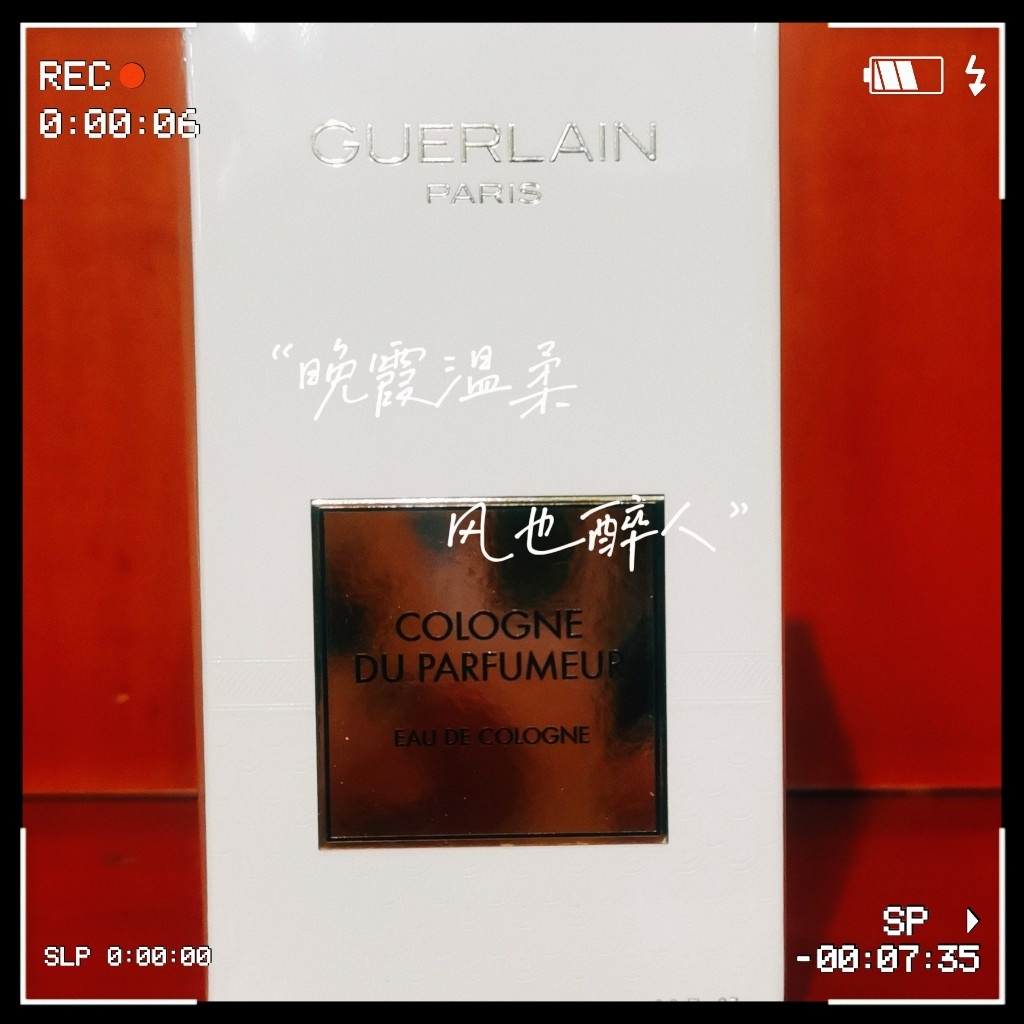 REC
0:00:06
GUERLAIN
PARIS
“晚霞温柔
风也醉人”
COLOGNE
DU PARFUMEUR
EAU DE COLOGNE
SP
-00:07:35
SLP 0:00:00